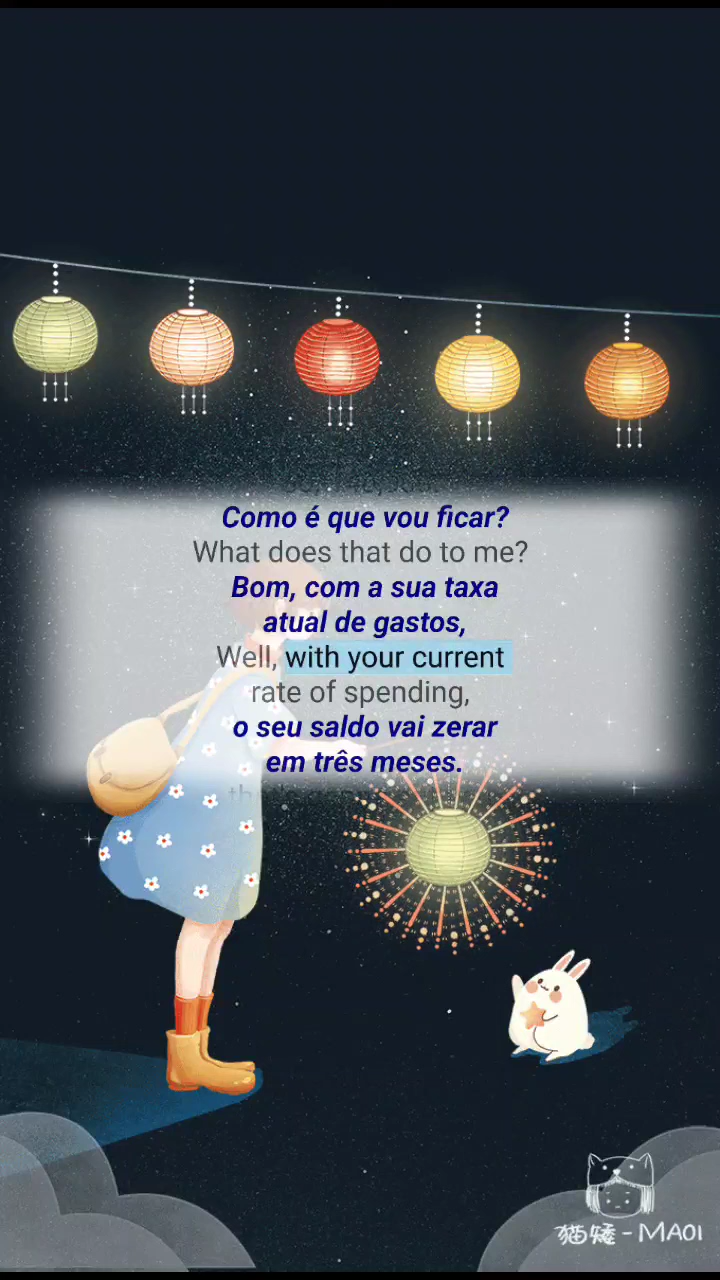 Como é que vou ficar?
What does that do to me?
Bom, com a sua taxa
atual de gastos,
Well, with your current
rate of spending,
o seu saldo vai zerar
em três meses.
猫矮-MAOI